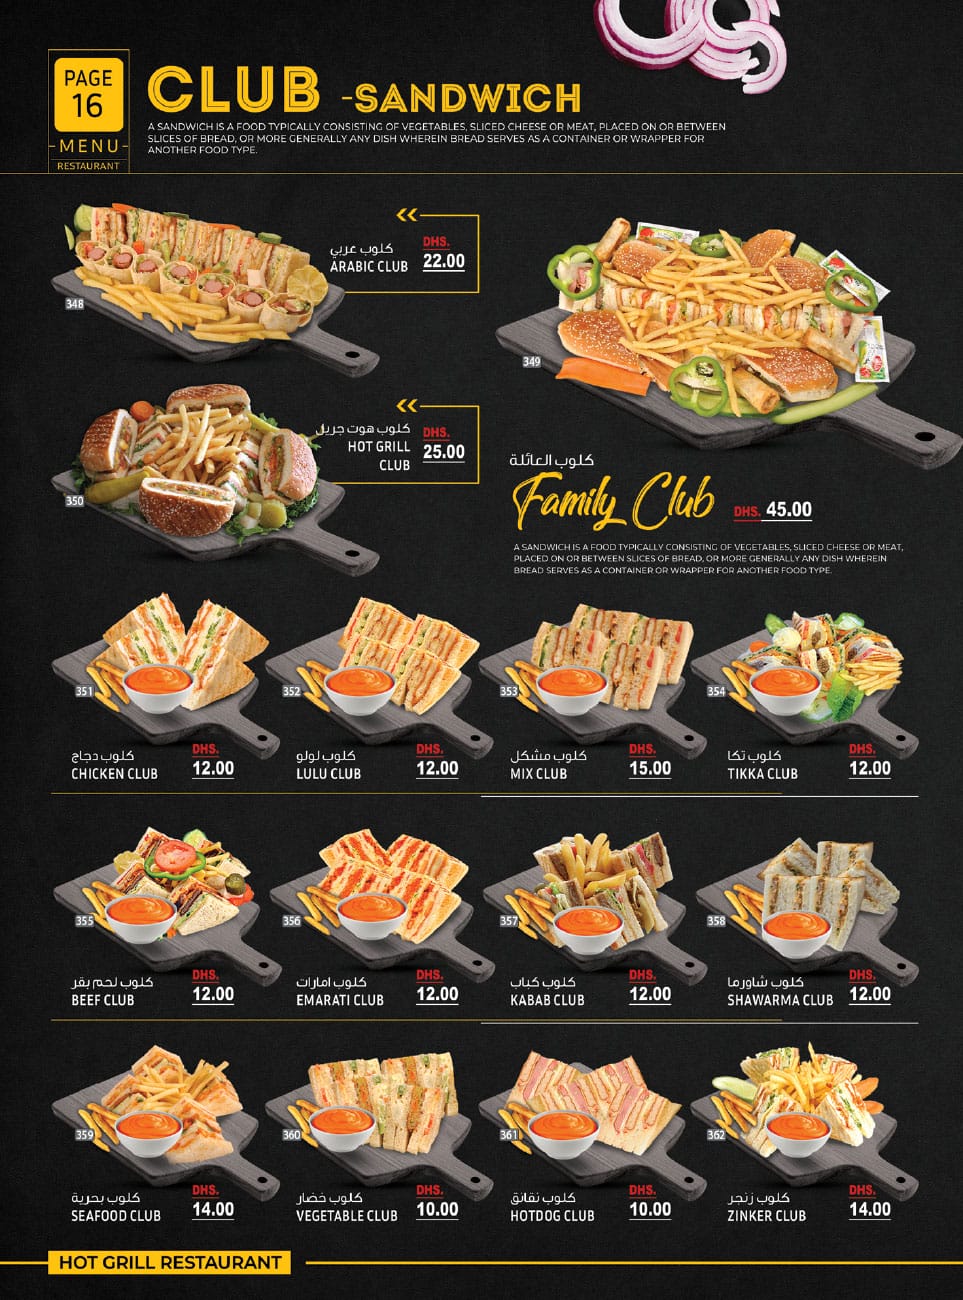 PAGE
16
-MENU-
RESTAURANT
CLUB -SANDWICH
A SANDWICH IS A FOOD TYPICALLY CONSISTING OF VEGETABLES, SLICED CHEESE OR MEAT, PLACED ON OR BETWEEN
SLICES OF BREAD, OR MORE GENERALLY ANY DISH WHEREIN BREAD SERVES AS A CONTAINER OR WRAPPER FOR
ANOTHER FOOD TYPE.
348
كلوب عربي
ARABIC CLUB
DHS.
22.00
349
كلوب العائلة
Family Club
DHS. 45.00
A SANDWICH IS A FOOD TYPICALLY CONSISTING OF VEGETABLES, SLICED CHEESE OR MEAT,
PLACED ON OR BETWEEN SLICES OF BREAD, OR MORE GENERALLY ANY DISH WHEREIN
BREAD SERVES AS A CONTAINER OR WRAPPER FOR ANOTHER FOOD TYPE.
350
كلوب هوت جريل
HOT GRILL
CLUB
DHS.
25.00
351
كلوب دجاج
CHICKEN CLUB
DHS.
12.00
352
كلوب لولو
LULU CLUB
DHS.
12.00
353
كلوب مشكل
MIX CLUB
DHS.
15.00
354
كلوب تكا
TIKKA CLUB
DHS.
12.00
355
كلوب لحم بقر
BEEF CLUB
DHS.
12.00
356
كلوب امارات
EMARATI CLUB
DHS.
12.00
357
كلوب كباب
KABAB CLUB
DHS.
12.00
358
كلوب شاورما
SHAWARMA CLUB
DHS.
12.00
359
كلوب بحرية
SEAFOOD CLUB
DHS.
14.00
360
كلوب خضار
VEGETABLE CLUB
DHS.
10.00
361
كلوب نقانق
HOTDOG CLUB
DHS.
10.00
362
كلوب زنجر
ZINKER CLUB
DHS.
14.00
HOT GRILL RESTAURANT